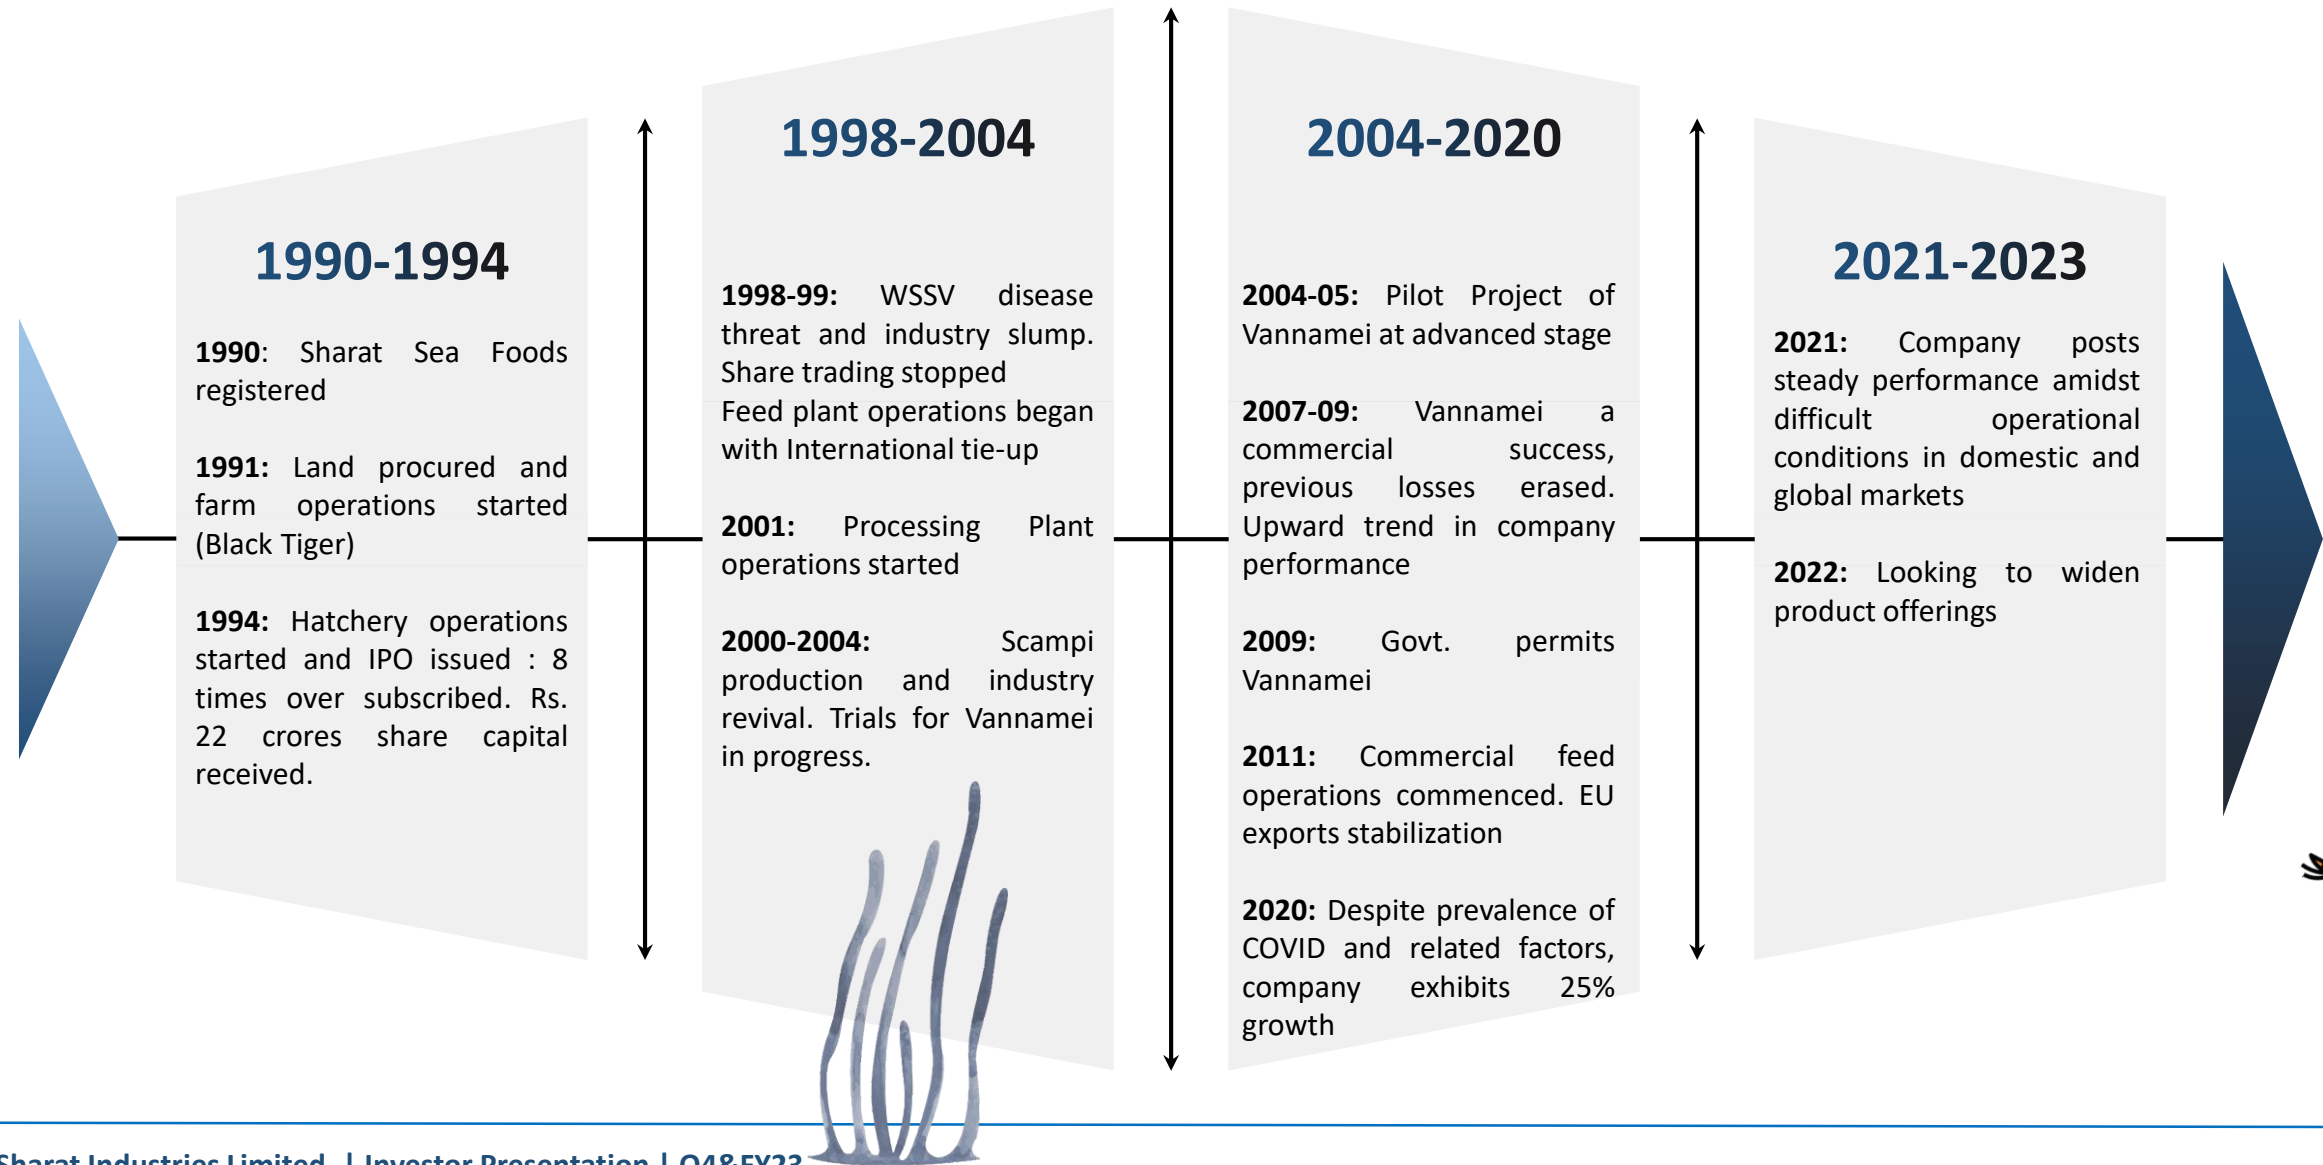 1990-1994
1990: Sharat Sea Foods
registered
1991: Land procured and
farm operations started
(Black Tiger)
1994: Hatchery operations
started and IPO issued : 8
times over subscribed. Rs.
22 crores share capital
received.
1998-2004
1998-99: WSSV disease
threat and industry slump.
Share trading stopped
Feed plant operations began
with International tie-up
2001: Processing Plant
operations started
2000-2004: Scampi
production and industry
revival. Trials for Vannamei
in progress.
2004-2020
2004-05: Pilot Project of
Vannamei at advanced stage
2007-09: Vannamei a
commercial success,
previous losses erased.
Upward trend in company
performance
2009: Govt. permits
Vannamei
2011: Commercial feed
operations commenced. EU
exports stabilization
2020: Despite prevalence of
COVID and related factors,
company exhibits 25%
growth
2021-2023
2021: Company posts
steady performance amidst
difficult operational
conditions in domestic and
global markets
2022: Looking to widen
product offerings
Sharat Industries Limited | Investor Presentation | Q4&FY23